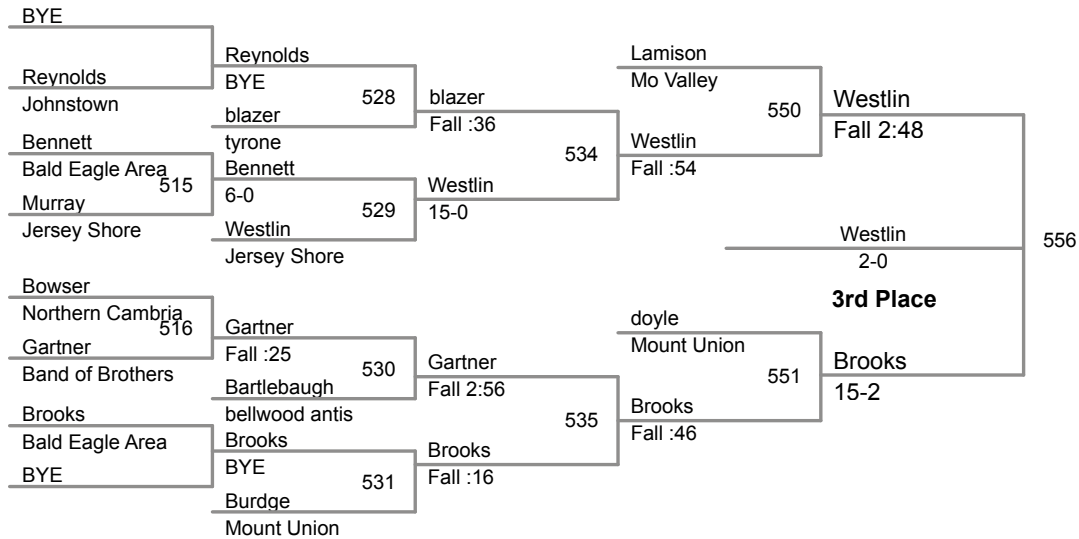 BYE
Reynolds
Johnstown
Bennett
Bald Eagle Area
515
Murray
Jersey Shore
Bowser
Northern Cambria
516
Gartner
Band of Brothers
Brooks
Bald Eagle Area
BYE
Reynolds
BYE
528
blazer
tyrone
Bennett
6-0
529
Westlin
Jersey Shore
Gartner
Fall :25
530
Bartlebaugh
bellwood antis
Brooks
BYE
531
Burdge
Mount Union
blazer
Fall :36
534
Westlin
15-0
Gartner
Fall 2:56
535
Brooks
Fall :16
Lamison
Mo Valley
550
Westlin
Fall :54
doyle
Mount Union
551
Brooks
Fall :46
Westlin
Fall 2:48
556
Westlin
2-0
3rd Place
Brooks
15-2